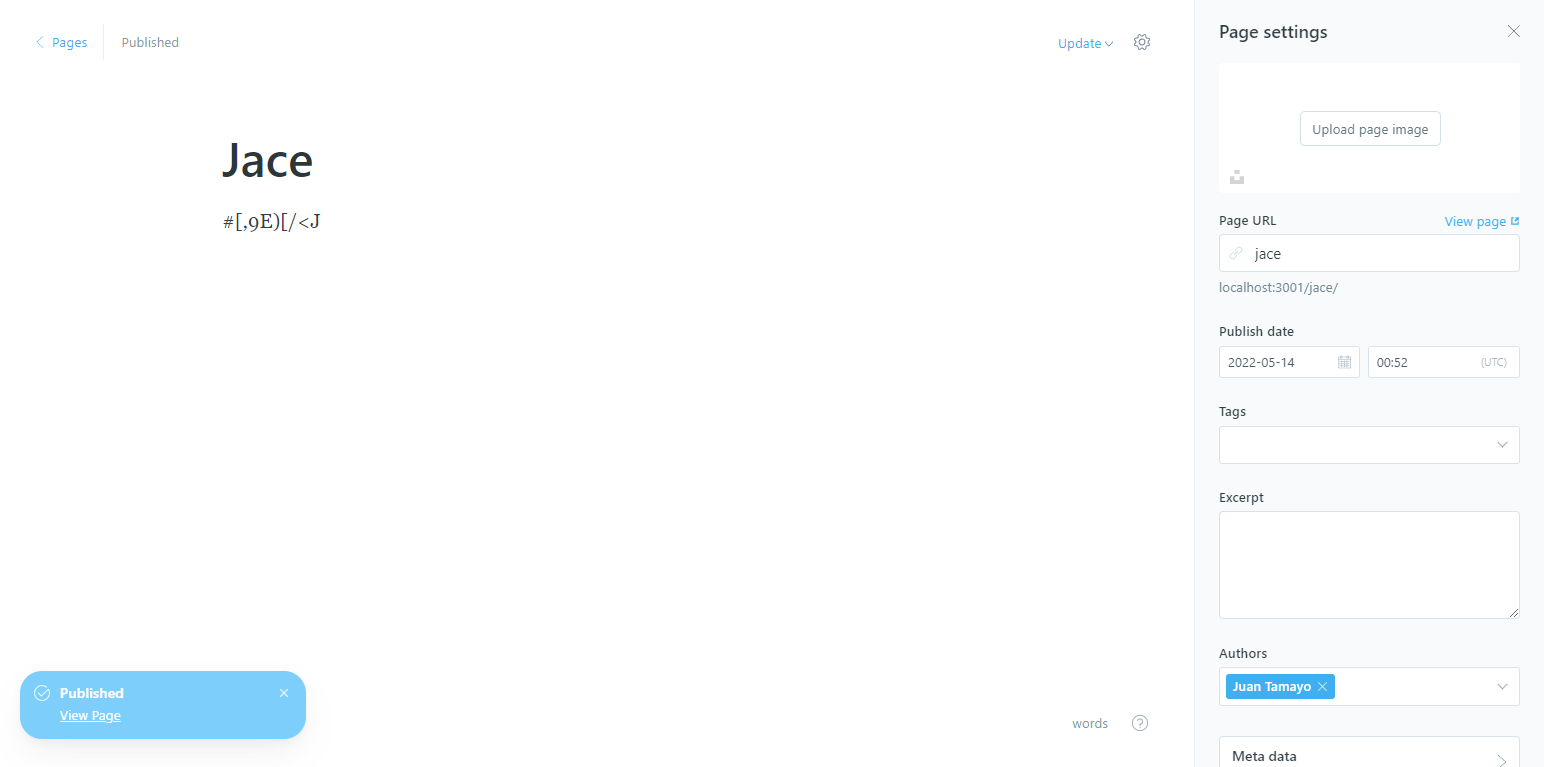 Pages
Published
Update
Jace
#[,9E)[/<J
Published
View Page
words
Page settings
Upload page image
Page URL
View page
jace
localhost:3001/jace/
Publish date
2022-05-14
00:52
(UTC)
Tags
Excerpt
Authors
Juan Tamayo
Meta data